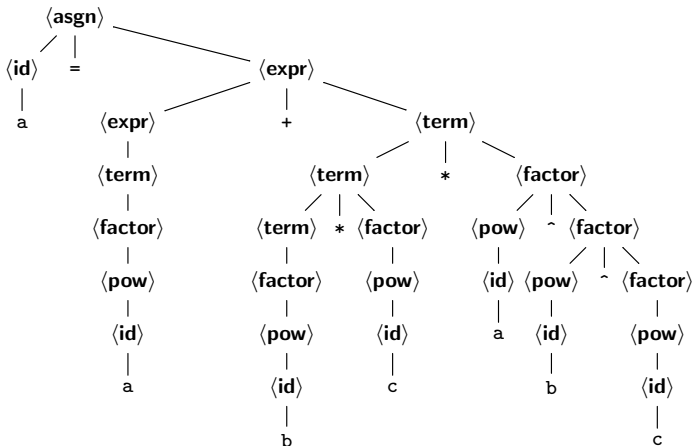 ⟨asgn⟩
⟨id⟩ = ⟨expr⟩
a ⟨expr⟩ + ⟨term⟩
⟨term⟩ ⟨term⟩ * ⟨factor⟩
⟨factor⟩ ⟨term⟩ * ⟨factor⟩ ⟨pow⟩ ^ ⟨factor⟩
⟨pow⟩ ⟨factor⟩ ⟨pow⟩ ⟨id⟩ ⟨pow⟩ ^ ⟨factor⟩
⟨id⟩ ⟨pow⟩ ⟨id⟩ a ⟨id⟩ ⟨pow⟩
a ⟨id⟩ c b ⟨id⟩
b c